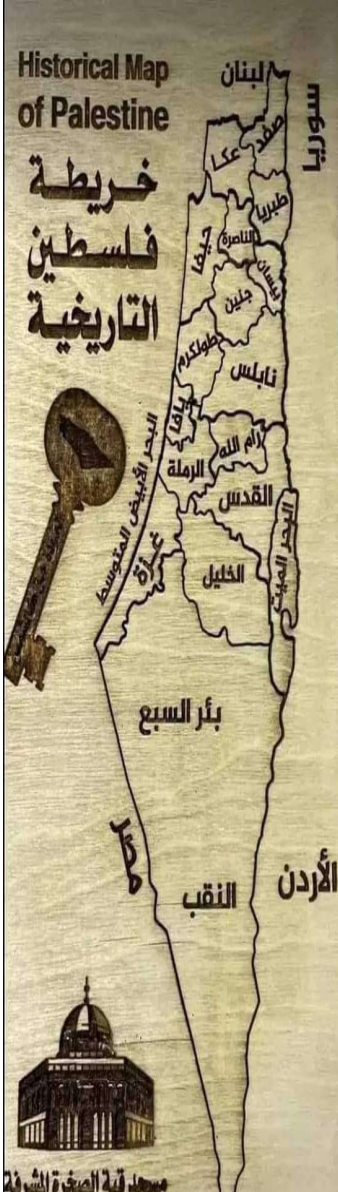 Historical Map
of Palestine
خريطة
فلسطين
التاريخية
لبنان
سوريا
صفد
عكا
طبريا
حيفا
الناصرة
بيسان
جنين
طولكرم
نابلس
يافا
رام الله
الرملة
القدس
البحر الأبيض المتوسط
البحر الميت
غزة
الخليل
بئر السبع
مصر
النقب
الأردن
مسجد قبة الصخرة المشرفة